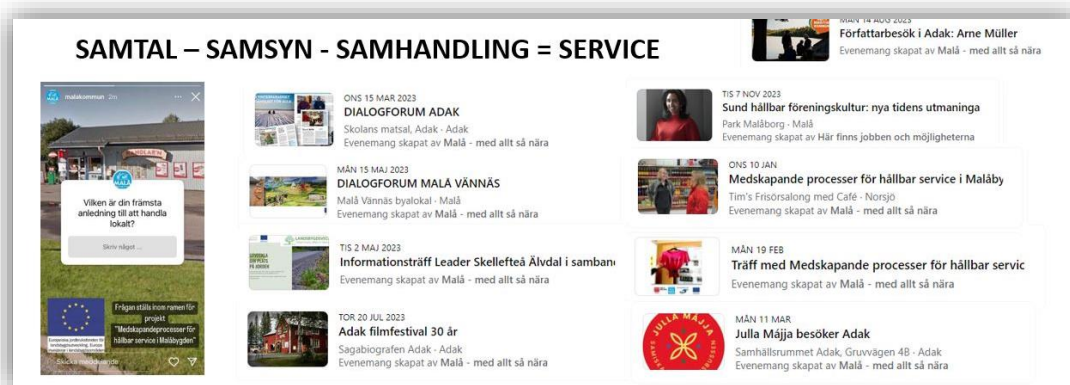 SAMTAL – SAMSYN - SAMHANDLING = SERVICE
MÅN 14 AUG 2023
Författarbesök i Adak: Arne Müller
Evenemang skapat av Malå - med allt så nära
malakommun 2m
HANDLAR'N
MALÅ
Vilken är din främsta
anledning till att handla
lokalt?
Skriv något ...
Frågan ställs inom ramen för
projekt
"Medskapandeprocesser för
hållbar service i Malåbygden"
Skicka meddelande
ONS 15 MAR 2023
DIALOGFORUM ADAK
Skolans matsal, Adak · Adak
Evenemang skapat av Malå - med allt så nära
MÅN 15 MAJ 2023
DIALOGFORUM MALÅ VÄNNÄS
Malå Vännäs byalokal · Malå
Evenemang skapat av Malå - med allt så nära
TIS 2 MAJ 2023
Informationsträff Leader Skellefteå Älvdal i samban
Evenemang skapat av Malå - med allt så nära
TOR 20 JUL 2023
Adak filmfestival 30 år
Sagabiografen Adak · Adak
Evenemang skapat av Malå - med allt så nära
TIS 7 NOV 2023
Sund hållbar föreningskultur: nya tidens utmaninga
Park Malåborg · Malå
Evenemang skapat av Här finns jobben och möjligheterna
ONS 10 JAN
Medskapande processer för hållbar service i Malåby
Tim's Frisörsalong med Café · Norsjö
Evenemang skapat av Malå - med allt så nära
MÅN 19 FEB
Träff med Medskapande processer för hållbar servic
Evenemang skapat av Malå - med allt så nära
MÅN 11 MAR
Julla Májja besöker Adak
Samhällsrummet Adak, Gruvvägen 4B · Adak
Evenemang skapat av Malå - med allt så nära
JULLA MÁJJA